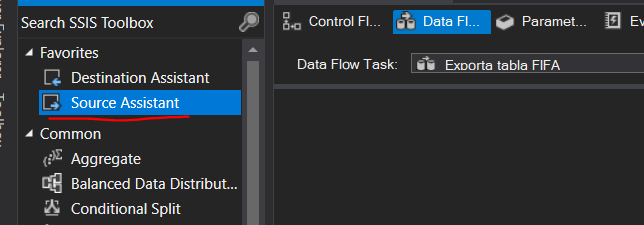 Search SSIS Toolbox
Favorites
Destination Assistant
Source Assistant
Common
Aggregate
Balanced Data Distribut...
Conditional Split
Control Fl...
Data Fl...
Paramet...
Ev
Data Flow Task:
Exporta tabla FIFA